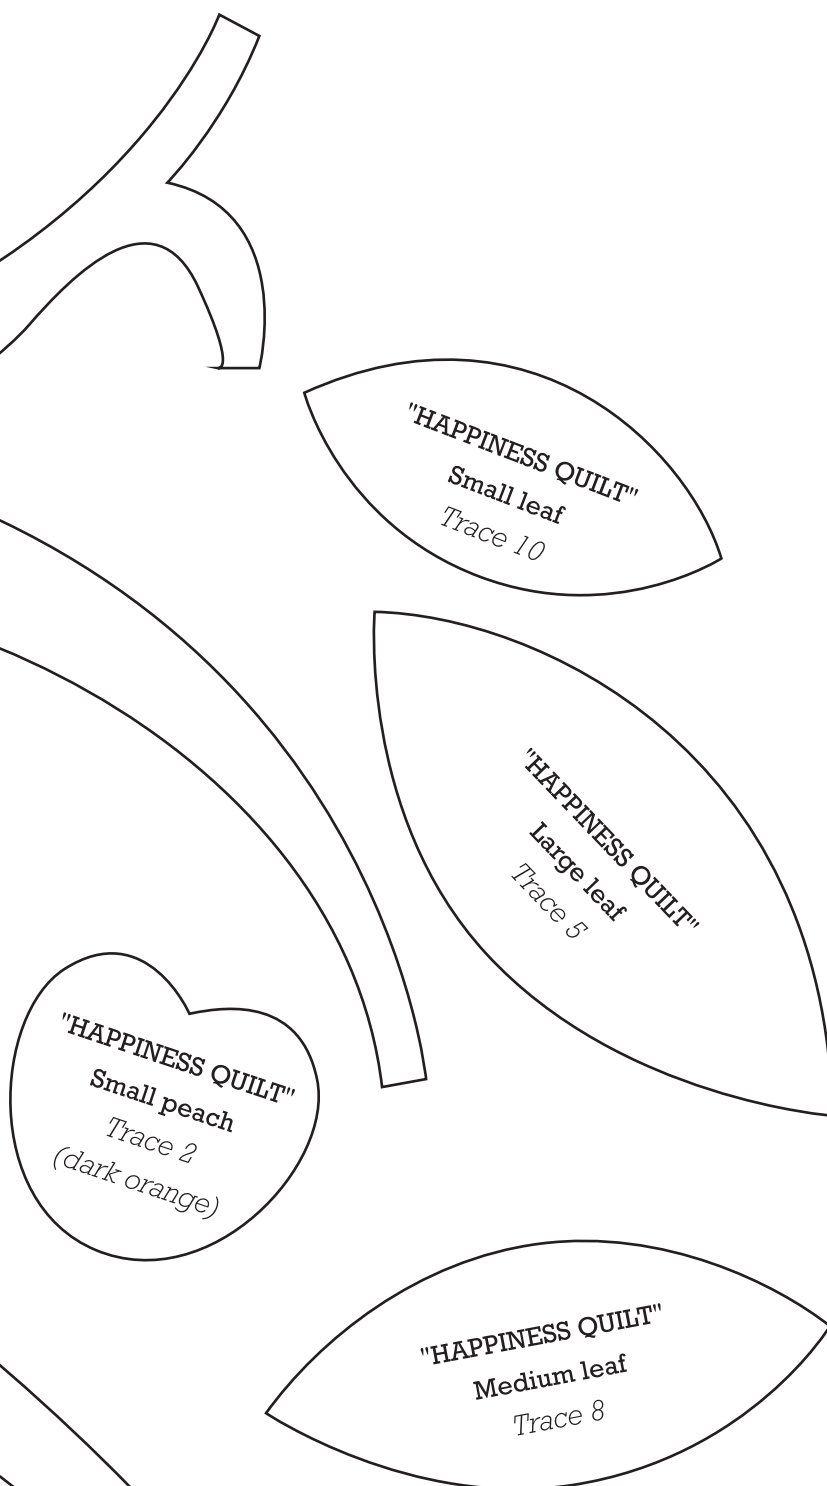 "HAPPINESS QUILT"
Small leaf
Trace 10
"HAPPINESS QUILT"
Large leaf
Trace 5
"HAPPINESS QUILT"
Small peach
Trace 2
(dark orange)
"HAPPINESS QUILT"
Medium leaf
Trace 8